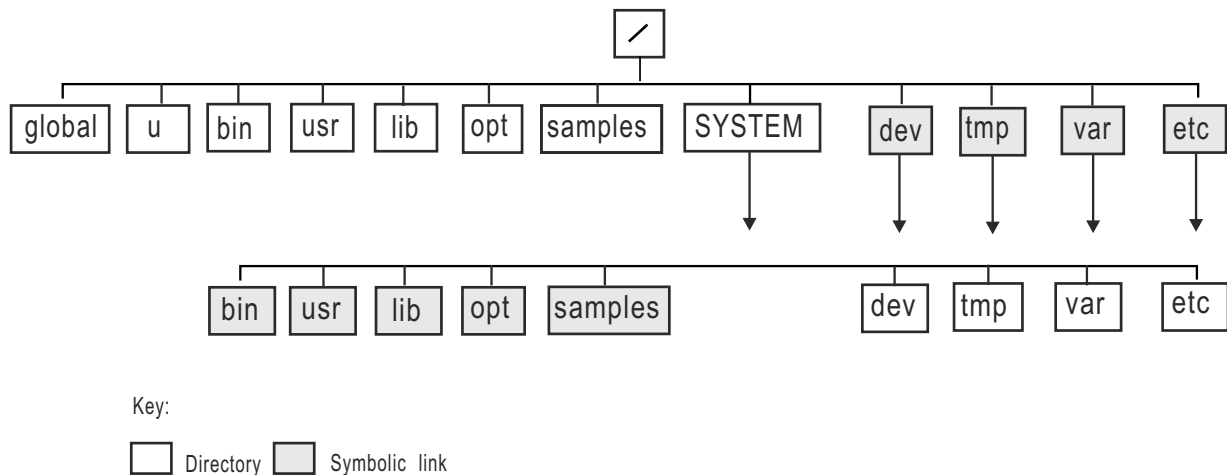 /
global u bin usr lib opt samples SYSTEM dev tmp var etc
bin usr lib opt samples dev tmp var etc
Key:
Directory Symbolic link